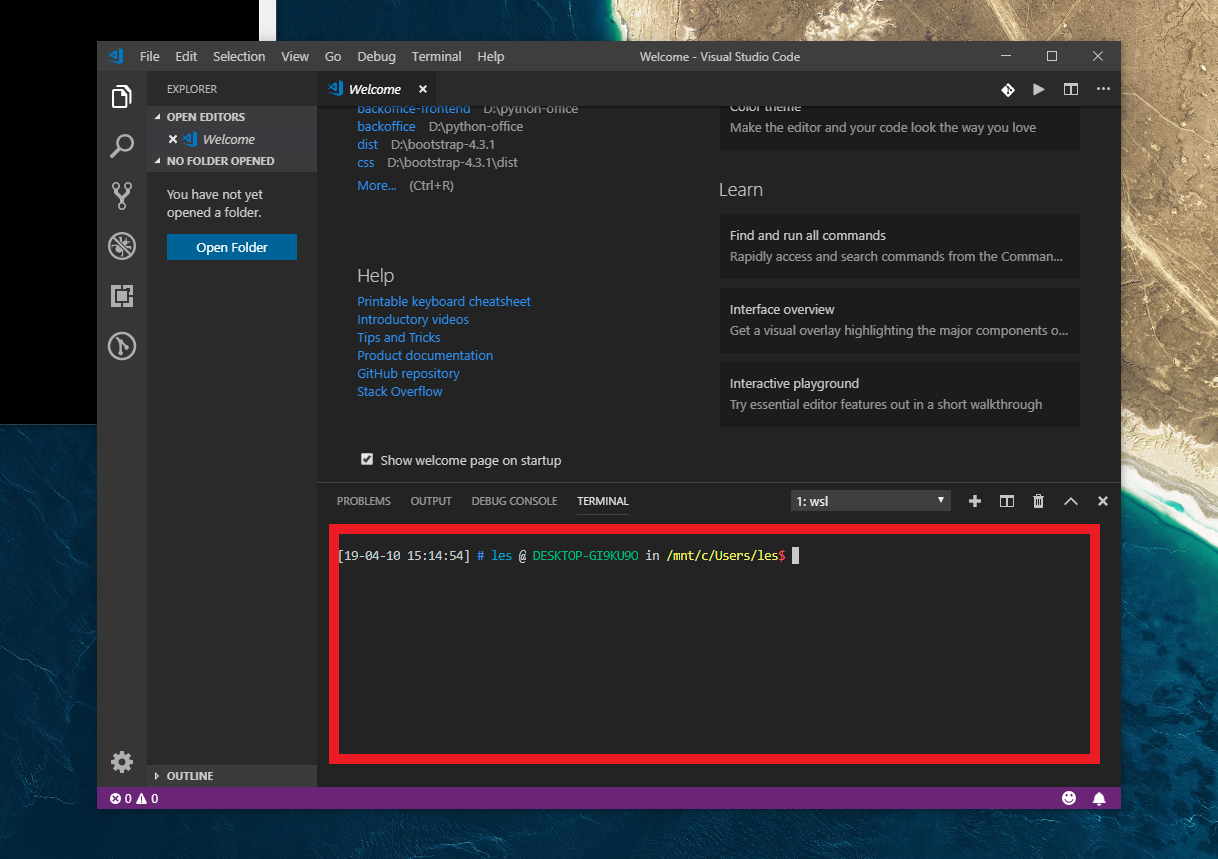 File Edit Selection View Go Debug Terminal Help Welcome - Visual Studio Code
EXPLORER
OPEN EDITORS
Welcome
NO FOLDER OPENED
You have not yet
opened a folder.
Open Folder
OUTLINE
Welcome
backoffice-frontend D:\python-office
backoffice D:\python-office
dist D:\bootstrap-4.3.1
css D:\bootstrap-4.3.1\dist
More... (Ctrl+R)
Help
Printable keyboard cheatsheet
Introductory videos
Tips and Tricks
Product documentation
GitHub repository
Stack Overflow
Show welcome page on startup
Color theme
Make the editor and your code look the way you love
Learn
Find and run all commands
Rapidly access and search commands from the Comman...
Interface overview
Get a visual overlay highlighting the major components o...
Interactive playground
Try essential editor features out in a short walkthrough
PROBLEMS OUTPUT DEBUG CONSOLE TERMINAL 1: wsl
[19-04-10 15:14:54] # les @ DESKTOP-GI9KU9O in /mnt/c/Users/les$
0 0